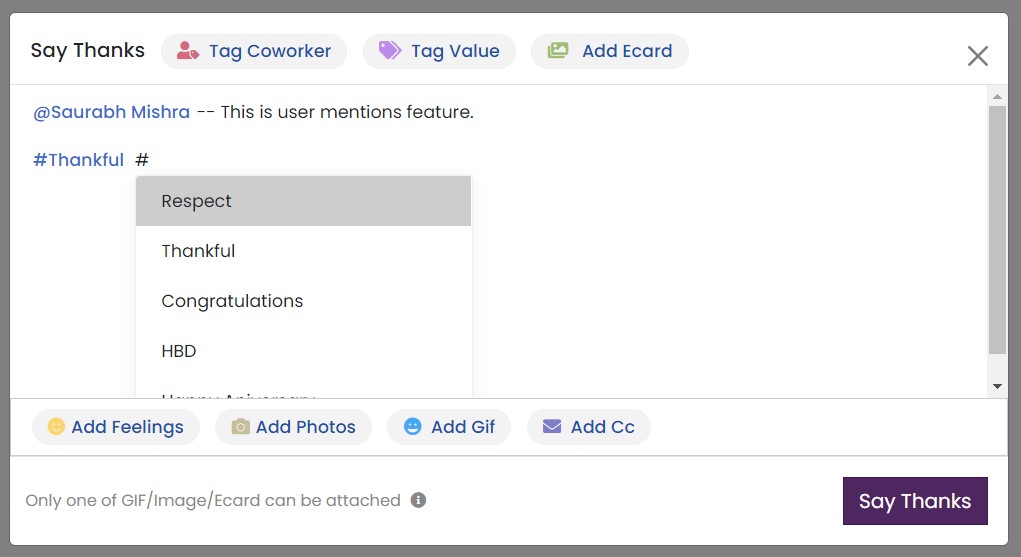 Say Thanks Tag Coworker Tag Value Add Ecard
@Saurabh Mishra -- This is user mentions feature.
#Thankful #
Respect
Thankful
Congratulations
HBD
Add Feelings Add Photos Add Gif Add Cc
Only one of GIF/Image/Ecard can be attached
Say Thanks